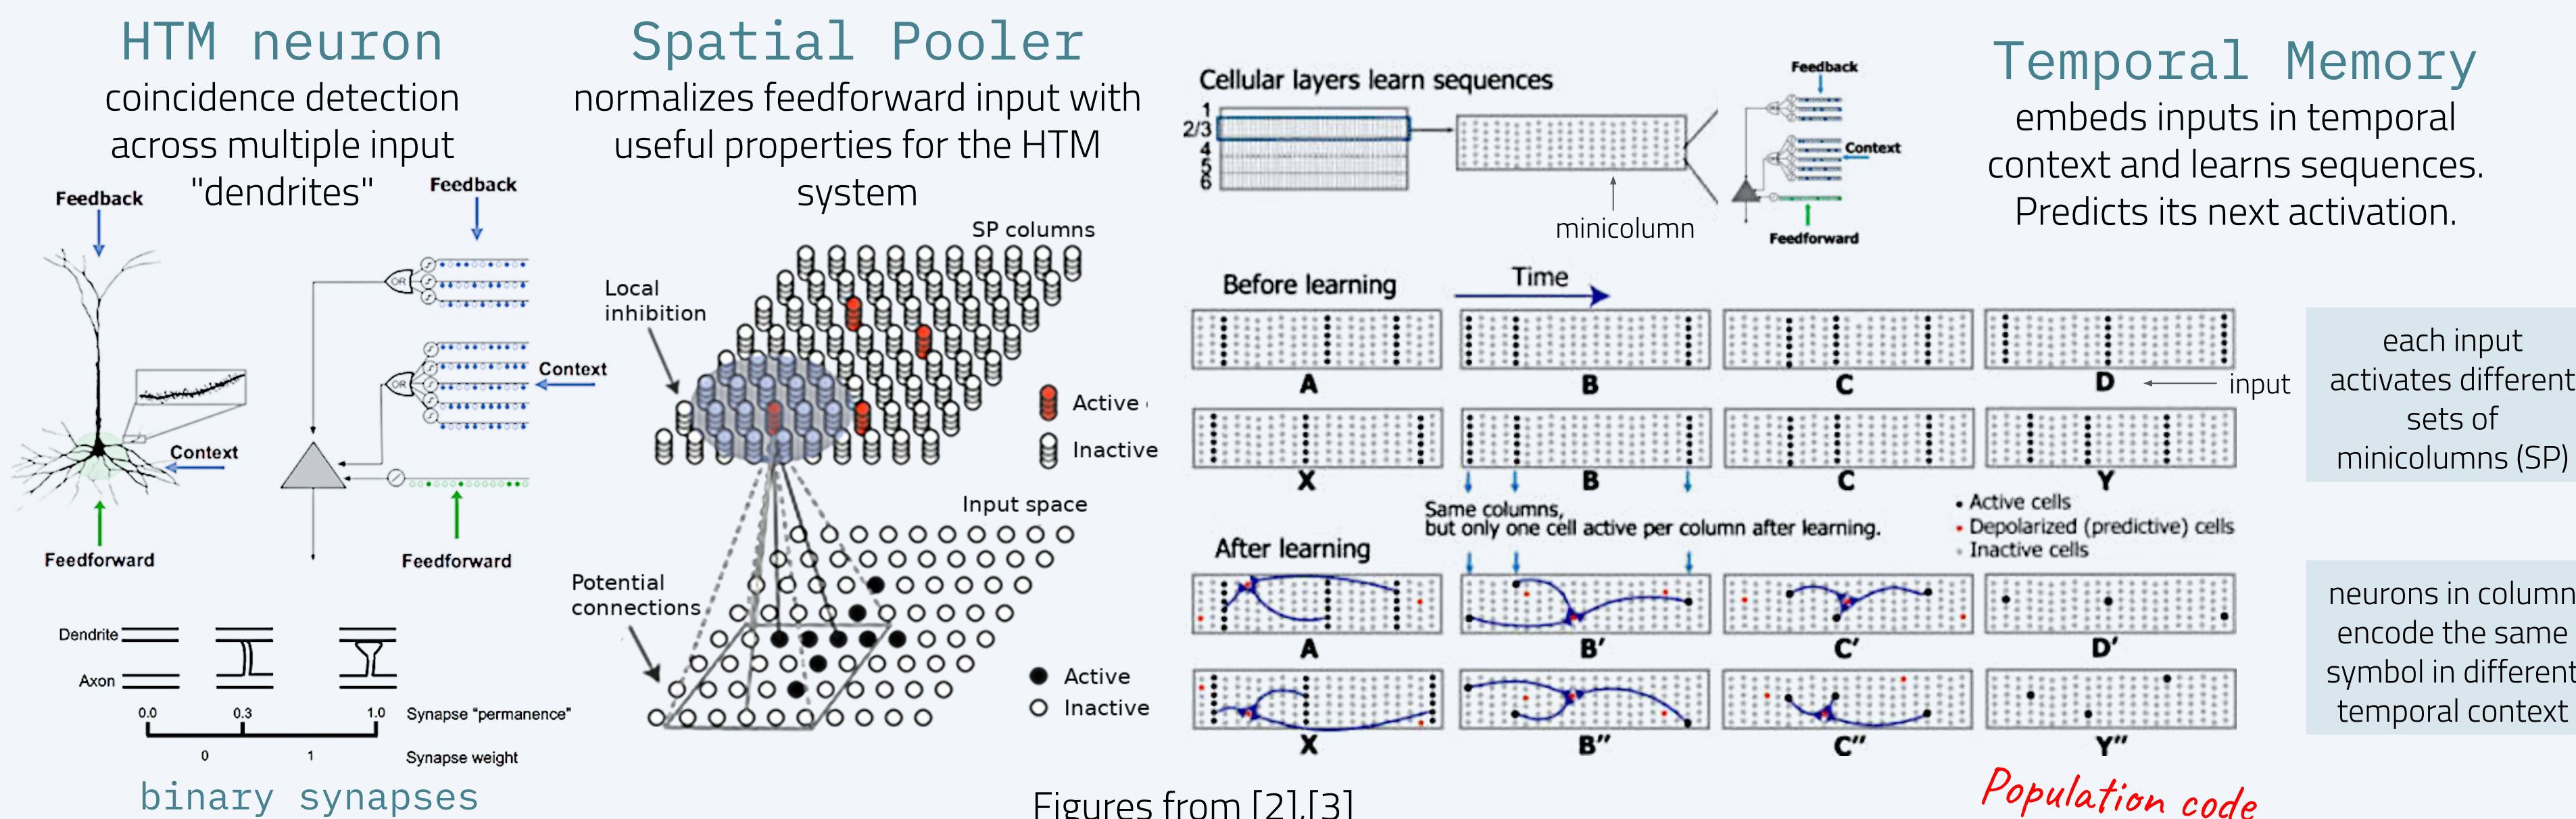 HTM neuron
coincidence detection
across multiple input
"dendrites"
Feedback
Feedback
OR
OR
Context
Context
Feedforward
Feedforward
Dendrite
Axon
0.0 0.3 1.0 Synapse "permanence"
0 1 Synapse weight
binary synapses
Spatial Pooler
normalizes feedforward input with
useful properties for the HTM
system
SP columns
Local
inhibition
Active
Inactive
Input space
Potential
connections
Active
Inactive
Figures from [2],[3]
Cellular layers learn sequences
1
2/3
4
5
6
minicolumn
Feedback
Context
Feedforward
Temporal Memory
embeds inputs in temporal
context and learns sequences.
Predicts its next activation.
Before learning
Time
A B C D
input
X B C Y
Same columns,
but only one cell active per column after learning.
• Active cells
• Depolarized (predictive) cells
• Inactive cells
After learning
A B' C' D'
X B'' C'' Y''
each input
activates different
sets of
minicolumns (SP)
neurons in column
encode the same
symbol in different
temporal context
Population code